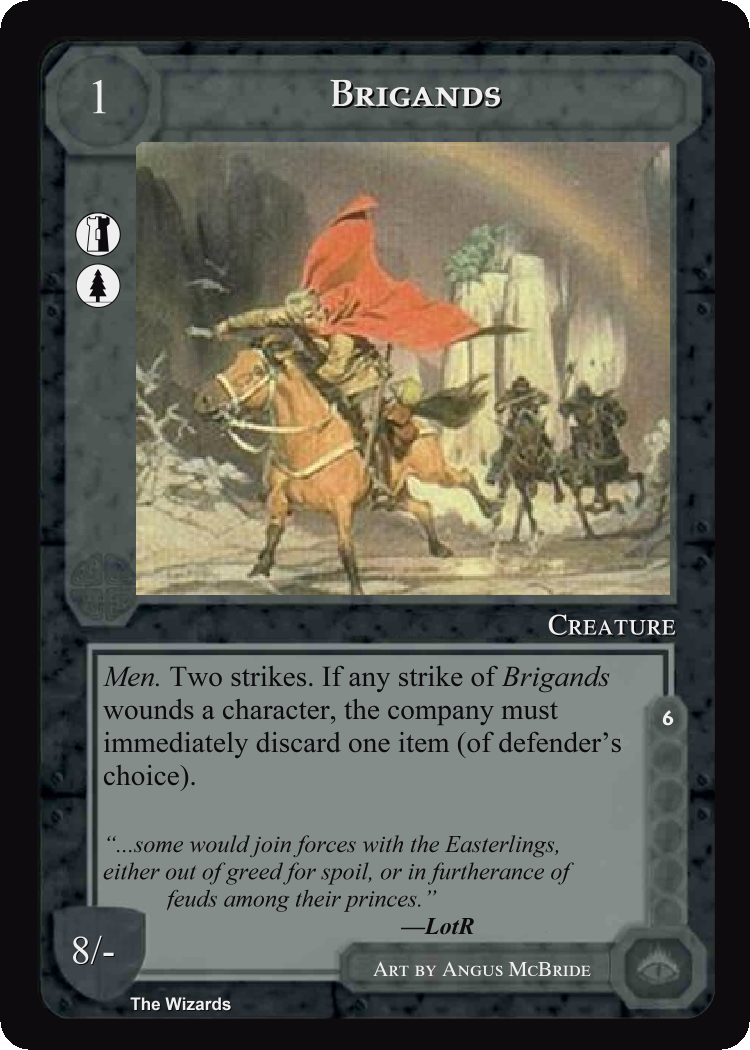 1
BRIGANDS
CREATURE
Men. Two strikes. If any strike of Brigands
wounds a character, the company must
immediately discard one item (of defender’s
choice).
6
“...some would join forces with the Easterlings,
either out of greed for spoil, or in furtherance of
feuds among their princes.”
—LotR
8/-
ART BY ANGUS MCBRIDE
The Wizards